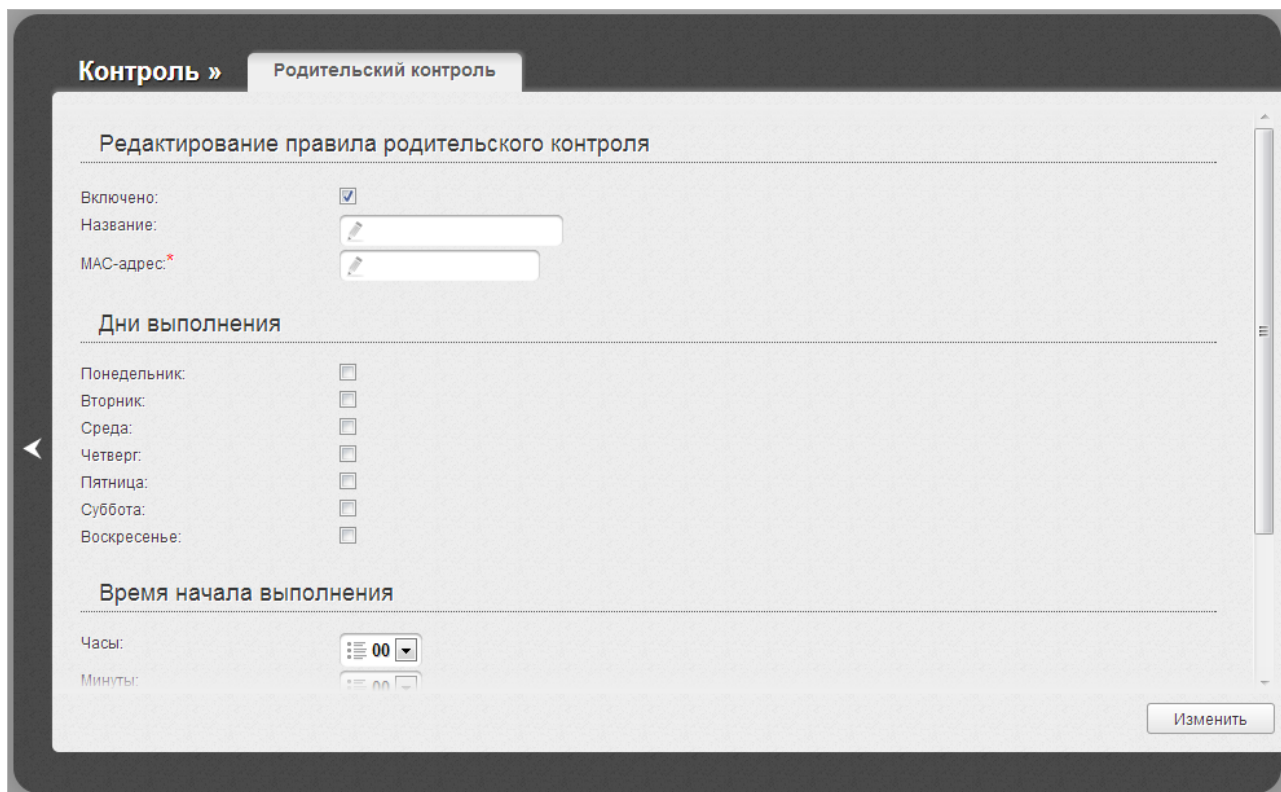 Контроль »
Родительский контроль
Редактирование правила родительского контроля
Включено:
Название:
MAC-адрес:*
Дни выполнения
Понедельник:
Вторник:
Среда:
Четверг:
Пятница:
Суббота:
Воскресенье:
Время начала выполнения
Часы: 00
Минуты: 00
Изменить